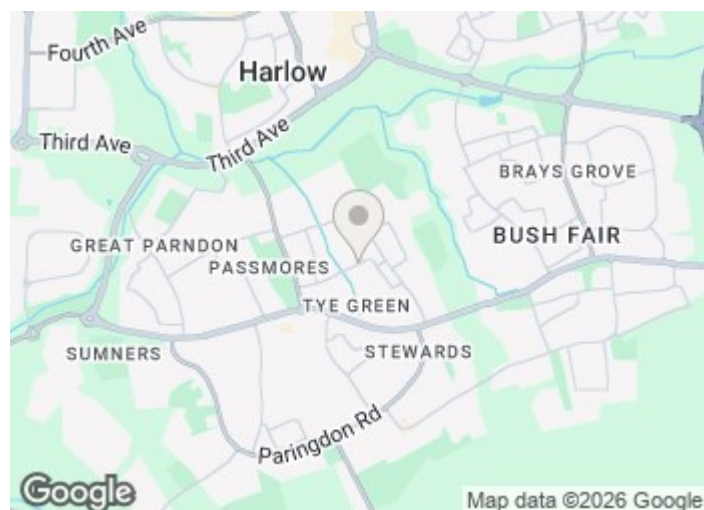 Fourth Ave
Harlow
Third Ave
Third Ave
BRAYS GROVE
GREAT PARNDON
BUSH FAIR
PASSMORES
TYE GREEN
SUMNERS
STEWARDS
Paringdon Rd
Google
Map data ©2026 Google